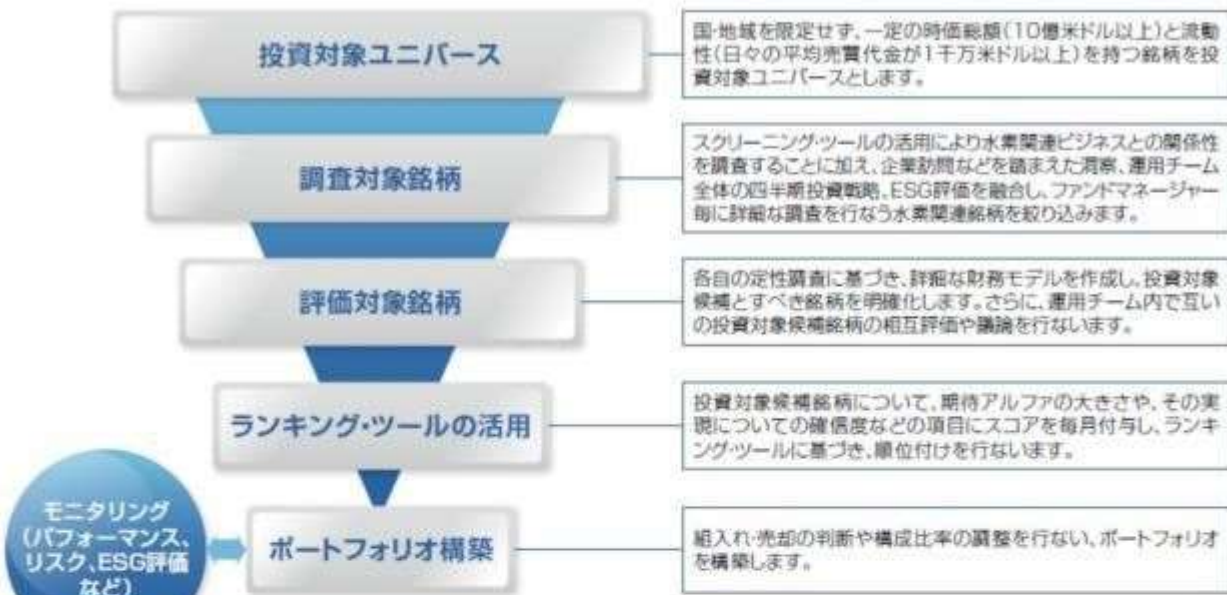 投資対象ユニバース
国・地域を限定せず、一定の時価総額(10億米ドル以上)と流動
性(日々の平均売買代金が1千万米ドル以上)を持つ銘柄を投
資対象ユニバースとします。
調査対象銘柄
スクリーニング・ツールの活用により水素関連ビジネスとの関係性
を調査することに加え、企業訪問などを踏まえた洞察、運用チーム
全体の四半期投資戦略、ESG評価を融合し、ファンドマネージャー
毎に詳細な調査を行なう水素関連銘柄を絞り込みます。
評価対象銘柄
各自の定性調査に基づき、詳細な財務モデルを作成し、投資対象
候補とすべき銘柄を明確化します。さらに、運用チーム内で互い
の投資対象候補銘柄の相互評価や議論を行ないます。
ランキング・ツールの活用
投資対象候補銘柄について、期待アルファの大きさや、その実
現についての確信度などの項目にスコアを毎月付与し、ランキ
ング・ツールに基づき、順位付けを行ないます。
モニタリング
(パフォーマンス、
リスク、ESG評価
など)
ポートフォリオ構築
組入れ・売却の判断や構成比率の調整を行ない、ポートフォリオ
を構築します。